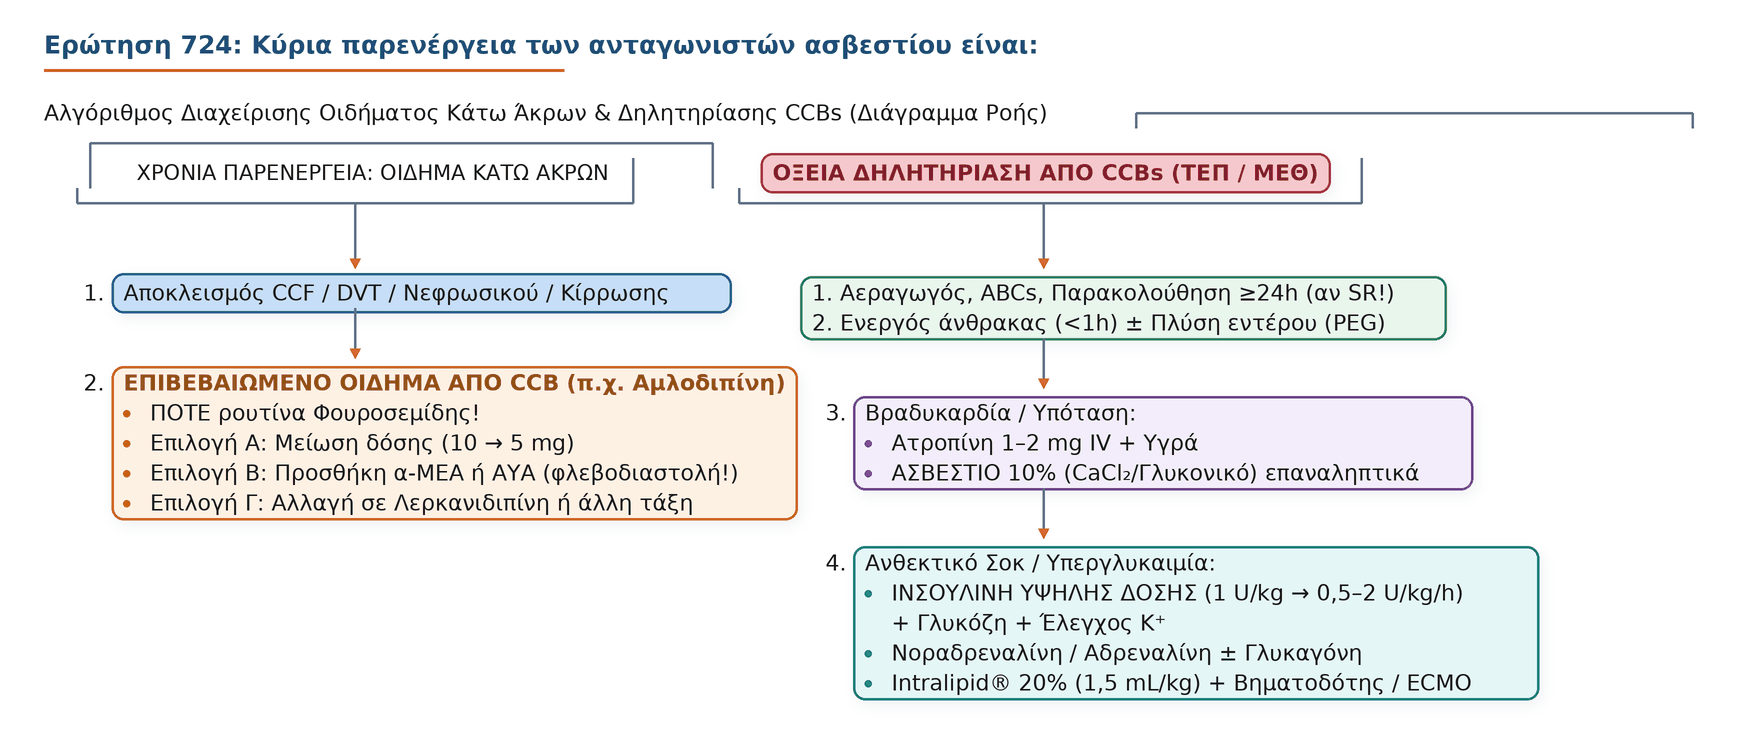 Ερώτηση 724: Κύρια παρενέργεια των ανταγωνιστών ασβεστίου είναι:
Αλγόριθμος Διαχείρισης Οιδήματος Κάτω Άκρων & Δηλητηρίασης CCBs (Διάγραμμα Ροής)
ΧΡΟΝΙΑ ΠΑΡΕΝΕΡΓΕΙΑ: ΟΙΔΗΜΑ ΚΑΤΩ ΑΚΡΩΝ
1. Αποκλεισμός CCF / DVT / Νεφρωσικού / Κίρρωσης
2. ΕΠΙΒΕΒΑΙΩΜΕΝΟ ΟΙΔΗΜΑ ΑΠΟ CCB (π.χ. Αμλοδιπίνη)
• ΠΟΤΕ ρουτίνα Φουροσεμίδης!
• Επιλογή Α: Μείωση δόσης (10 → 5 mg)
• Επιλογή Β: Προσθήκη α-ΜΕΑ ή ΑΥΑ (φλεβοδιαστολή!)
• Επιλογή Γ: Αλλαγή σε Λερκανιδιπίνη ή άλλη τάξη
ΟΞΕΙΑ ΔΗΛΗΤΗΡΙΑΣΗ ΑΠΟ CCBs (ΤΕΠ / ΜΕΘ)
1. Αεραγωγός, ABCs, Παρακολούθηση ≥24h (αν SR!)
2. Ενεργός άνθρακας (<1h) ± Πλύση εντέρου (PEG)
3. Βραδυκαρδία / Υπόταση:
• Ατροπίνη 1–2 mg IV + Υγρά
• ΑΣΒΕΣΤΙΟ 10% (CaCl₂/Γλυκονικό) επαναληπτικά
4. Ανθεκτικό Σοκ / Υπεργλυκαιμία:
• ΙΝΣΟΥΛΙΝΗ ΥΨΗΛΗΣ ΔΟΣΗΣ (1 U/kg → 0,5–2 U/kg/h)
+ Γλυκόζη + Έλεγχος K⁺
• Νοραδρεναλίνη / Αδρεναλίνη ± Γλυκαγόνη
• Intralipid® 20% (1,5 mL/kg) + Βηματοδότης / ECMO